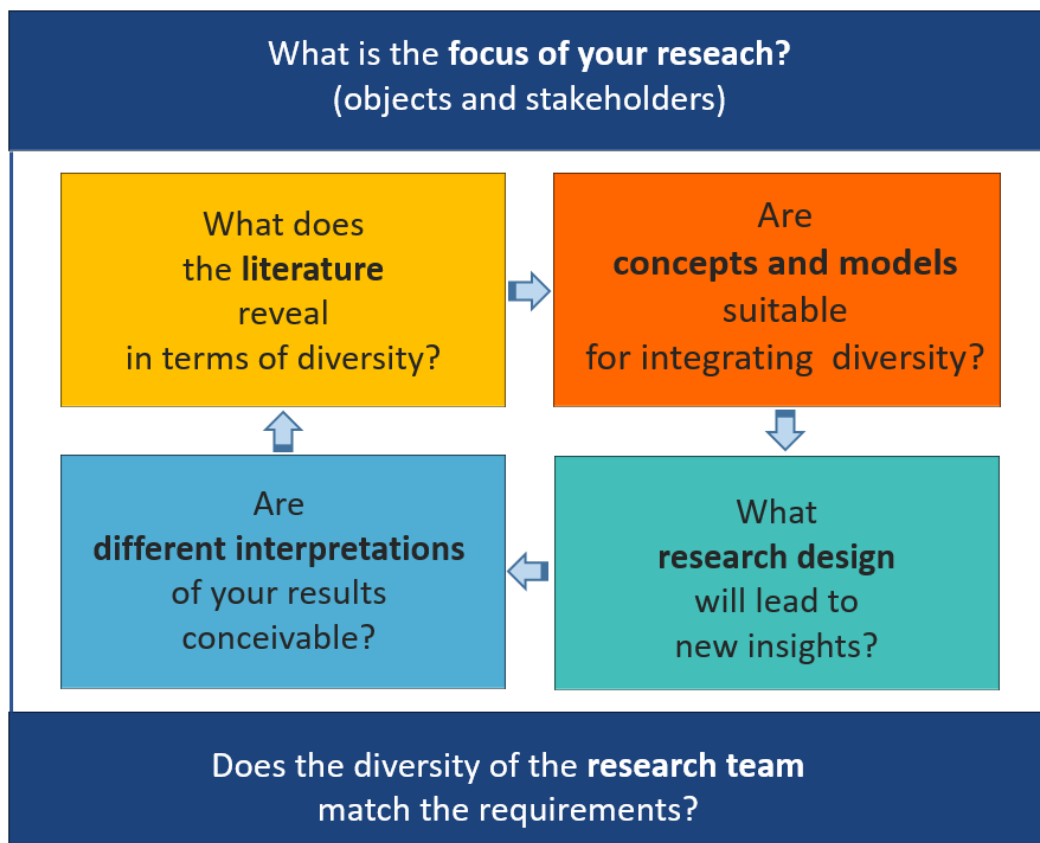 What is the focus of your reseach?
(objects and stakeholders)
What does
the literature
reveal
in terms of diversity?
Are
concepts and models
suitable
for integrating diversity?
Are
different interpretations
of your results
conceivable?
What
research design
will lead to
new insights?
Does the diversity of the research team
match the requirements?